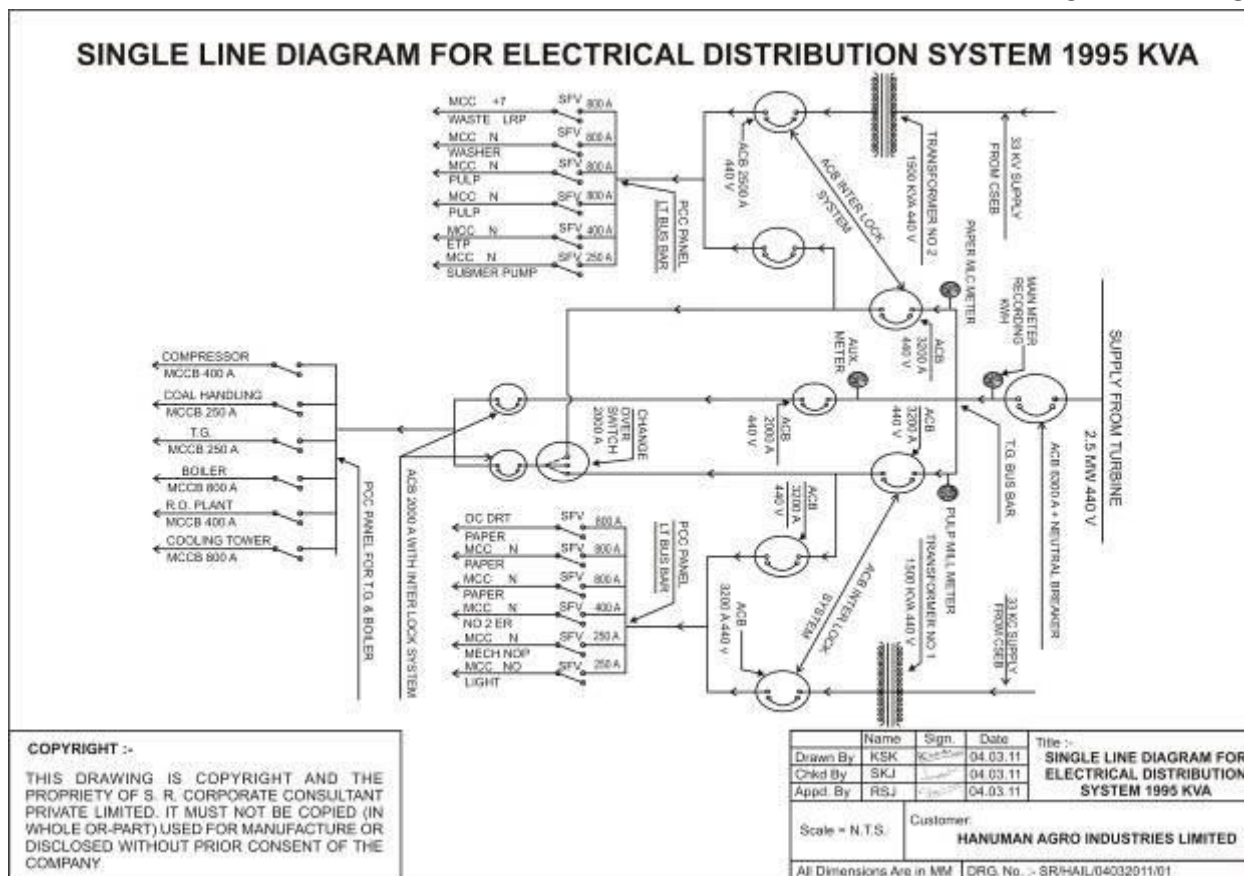 SINGLE LINE DIAGRAM FOR ELECTRICAL DISTRIBUTION SYSTEM 1995 KVA
MCC +7 SFV 800 A
WASTE LRP
MCC N SFV 800 A
WASHER
MCC N SFV 800 A
PULP
MCC N SFV 800 A
PULP
MCC N SFV 400 A
ETP
MCC N SFV 250 A
SUBMER PUMP
PCC PANEL
LT BUS BAR
ACB 2500 A
440 V
ACB INTER LOCK
SYSTEM
TRANSFORMER NO 2
1500 KVA 440 V
33 KV SUPPLY
FROM CSEB
PAPER MLC METER
MAIN METER
RECORDING
KWH
SUPPLY FROM TURBINE
2.5 MW 440 V
ACB
3200 A
440 V
AUX.
METER
COMPRESSOR
MCCB 400 A
COAL HANDLING
MCCB 250 A
T.G.
MCCB 250 A
BOILER
MCCB 800 A
R.O. PLANT
MCCB 400 A
COOLING TOWER
MCCB 800 A
PCC PANEL FOR T.G. & BOILER
ACB 2000 A WITH INTER LOCK SYSTEM
CHANGE
OVER
SWITCH
2000 A
ACB
2000 A
440 V
ACB
3200 A
440 V
T.G. BUS BAR
ACB 5300 A + NEUTRAL BREAKER
ACB
3200 A
440 V
PULP MILL METER
OC DRT SFV 800 A
PAPER
MCC N SFV 800 A
PAPER
MCC N SFV 800 A
PAPER
MCC N SFV 400 A
NO 2 ER
MCC N SFV 250 A
MECH NOP
MCC NO SFV 250 A
LIGHT
PCC PANEL
LT BUS BAR
ACB
3200 A 440 V
ACB INTER LOCK
SYSTEM
TRANSFORMER NO 1
1500 KVA 440 V
33 KC SUPPLY
FROM CSEB
COPYRIGHT :-
THIS DRAWING IS COPYRIGHT AND THE
PROPRIETY OF S. R. CORPORATE CONSULTANT
PRIVATE LIMITED. IT MUST NOT BE COPIED (IN
WHOLE OR-PART) USED FOR MANUFACTURE OR
DISCLOSED WITHOUT PRIOR CONSENT OF THE
COMPANY
Name Sign. Date
Drawn By KSK 04.03.11
Chkd By SKJ 04.03.11
Appd. By RSJ 04.03.11
Title :-
SINGLE LINE DIAGRAM FOR
ELECTRICAL DISTRIBUTION
SYSTEM 1995 KVA
Scale = N.T.S.
Customer:
HANUMAN AGRO INDUSTRIES LIMITED
All Dimensions Are in MM DRG. No. :- SR/HAIL/04032011/01